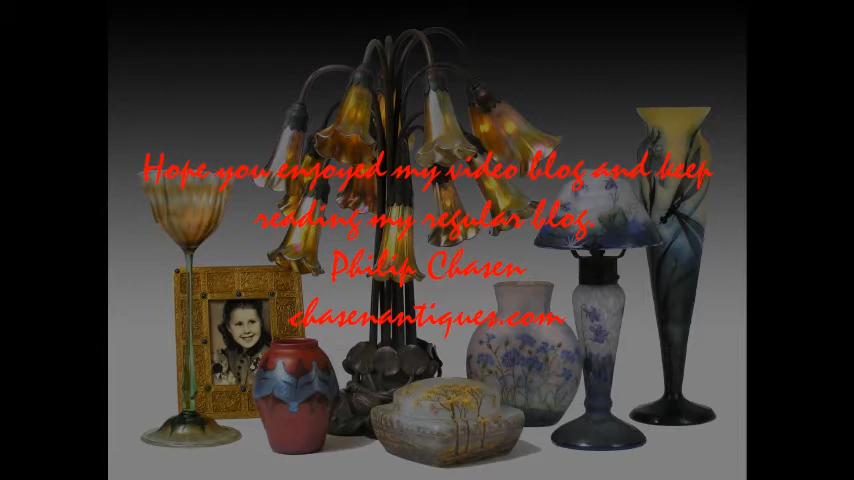 Hope you enjoyed my video blog and keep
reading my regular blog.
Philip Chasen
chasenantiques.com